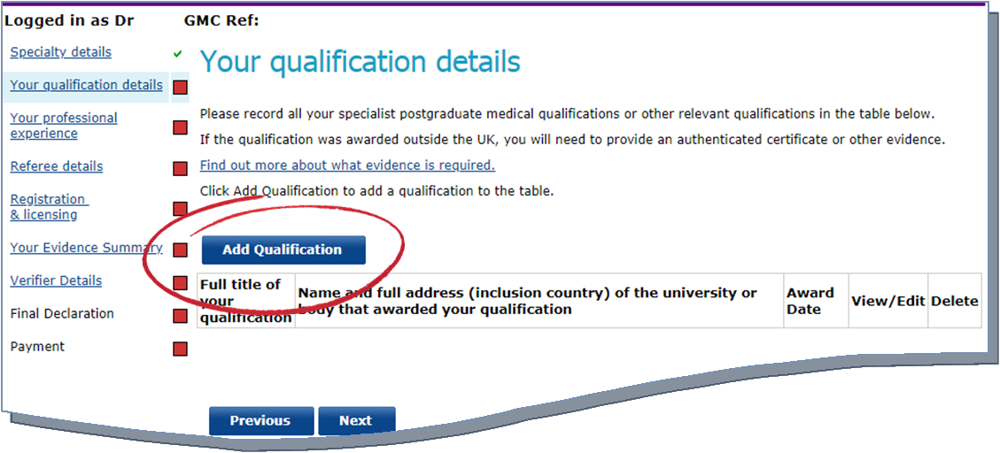 Logged in as Dr
GMC Ref:
Specialty details
Your qualification details
Your professional
experience
Referee details
Registration
& licensing
Your Evidence Summary
Verifier Details
Final Declaration
Payment
Your qualification details
Please record all your specialist postgraduate medical qualifications or other relevant qualifications in the table below.
If the qualification was awarded outside the UK, you will need to provide an authenticated certificate or other evidence.
Find out more about what evidence is required.
Click Add Qualification to add a qualification to the table.
Add Qualification
Full title of
your
qualification
Name and full address (inclusion country) of the university or
body that awarded your qualification
Award
Date
View/Edit
Delete
Previous
Next